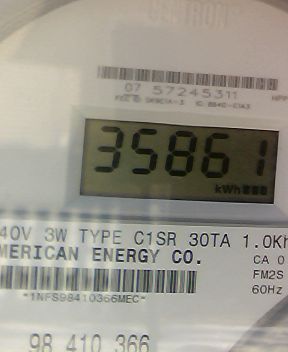 CENTRON
07 57245311
35861
kWh
40V 3W TYPE C1SR 30TA 1.0Kh
MERICAN ENERGY CO.
CA 0
FM2S
60Hz
*1NFS98410366MEC*
98 410 366